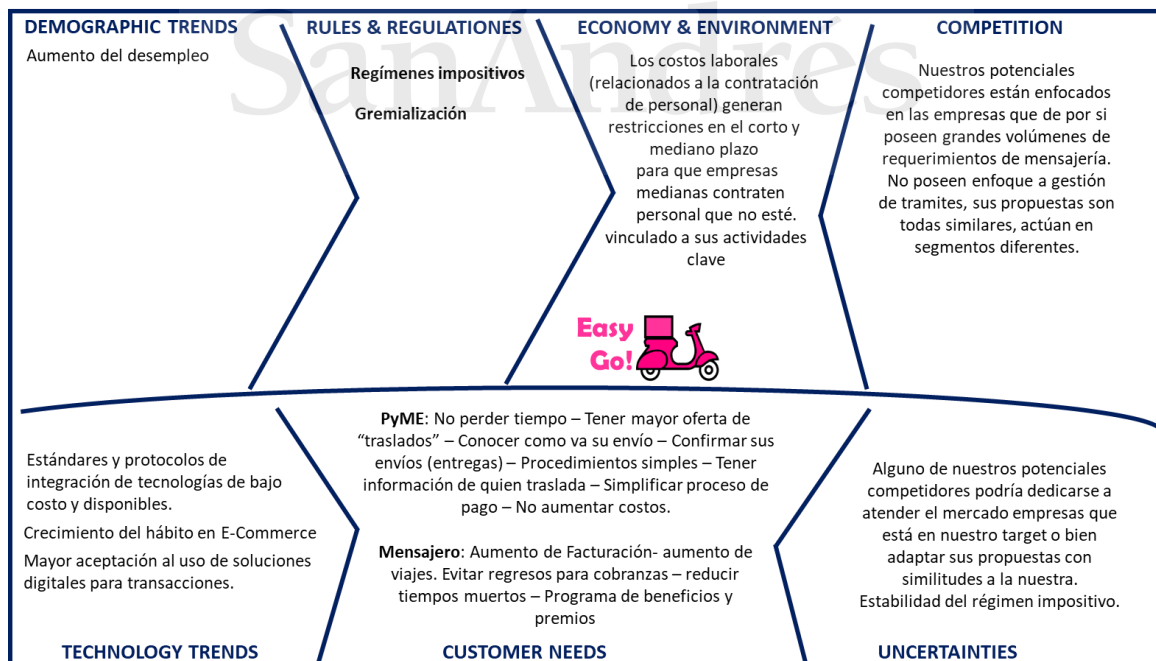 SanAndrés
DEMOGRAPHIC TRENDS
Aumento del desempleo
RULES & REGULATIONES
Regímenes impositivos
Gremialización
ECONOMY & ENVIRONMENT
Los costos laborales
(relacionados a la contratación
de personal) generan
restricciones en el corto y
mediano plazo
para que empresas
medianas contraten
personal que no esté.
vinculado a sus actividades
clave
COMPETITION
Nuestros potenciales
competidores están enfocados
en las empresas que de por si
poseen grandes volúmenes de
requerimientos de mensajería.
No poseen enfoque a gestión
de tramites, sus propuestas son
todas similares, actúan en
segmentos diferentes.
Easy
Go!
Estándares y protocolos de
integración de tecnologías de bajo
costo y disponibles.
Crecimiento del hábito en E-Commerce
Mayor aceptación al uso de soluciones
digitales para transacciones.
TECHNOLOGY TRENDS
PyME: No perder tiempo – Tener mayor oferta de
“traslados” – Conocer como va su envío – Confirmar sus
envíos (entregas) – Procedimientos simples – Tener
información de quien traslada – Simplificar proceso de
pago – No aumentar costos.
Mensajero: Aumento de Facturación- aumento de
viajes. Evitar regresos para cobranzas – reducir
tiempos muertos – Programa de beneficios y
premios
CUSTOMER NEEDS
Alguno de nuestros potenciales
competidores podría dedicarse a
atender el mercado empresas que
está en nuestro target o bien
adaptar sus propuestas con
similitudes a la nuestra.
Estabilidad del régimen impositivo.
UNCERTAINTIES